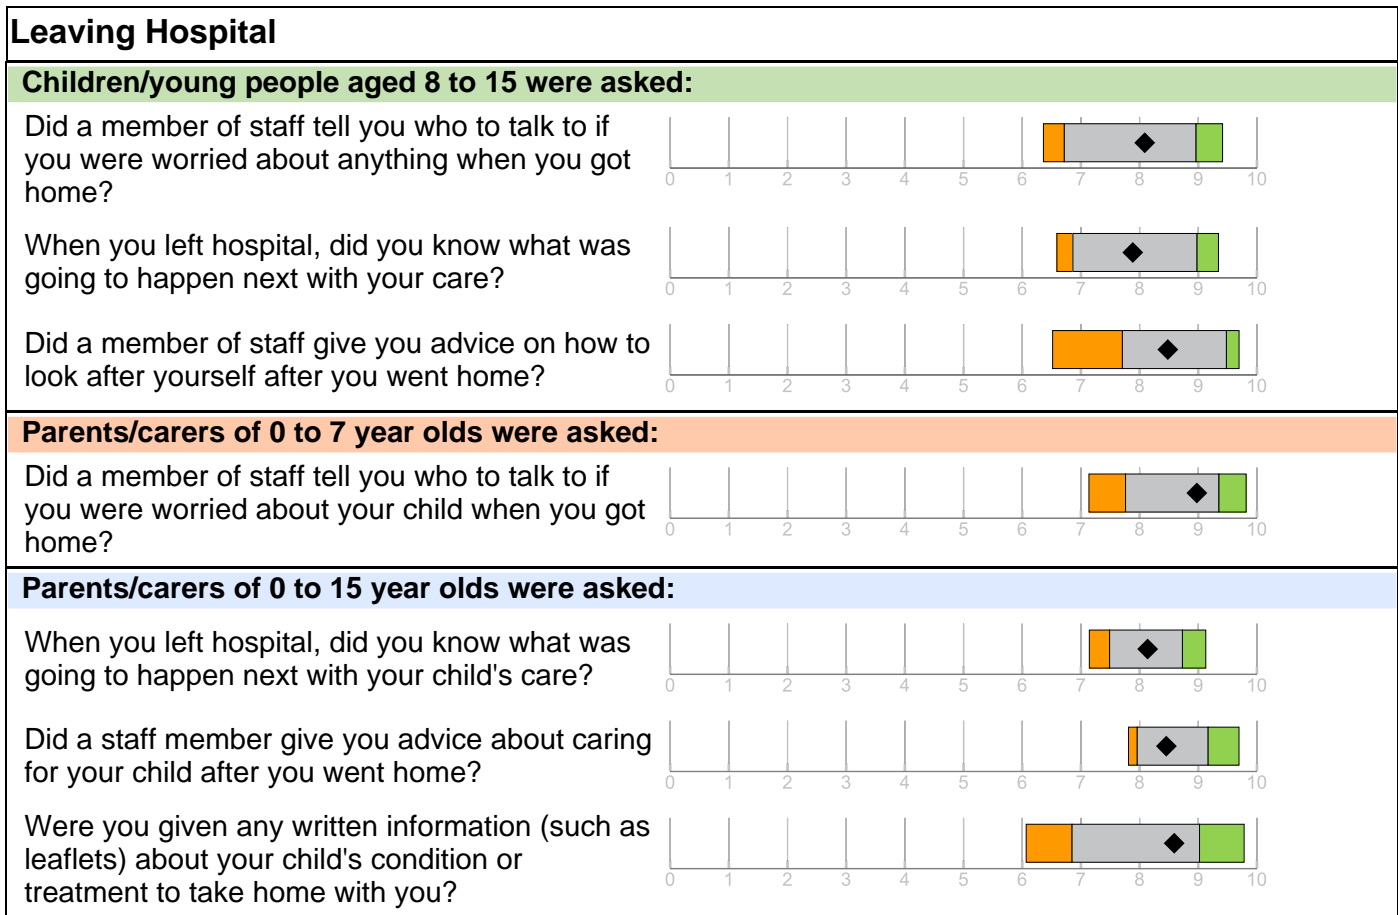 Leaving Hospital
Children/young people aged 8 to 15 were asked:
Did a member of staff tell you who to talk to if
you were worried about anything when you got
home?
0 1 2 3 4 5 6 7 8 9 10
When you left hospital, did you know what was
going to happen next with your care?
0 1 2 3 4 5 6 7 8 9 10
Did a member of staff give you advice on how to
look after yourself after you went home?
0 1 2 3 4 5 6 7 8 9 10
Parents/carers of 0 to 7 year olds were asked:
Did a member of staff tell you who to talk to if
you were worried about your child when you got
home?
0 1 2 3 4 5 6 7 8 9 10
Parents/carers of 0 to 15 year olds were asked:
When you left hospital, did you know what was
going to happen next with your child's care?
0 1 2 3 4 5 6 7 8 9 10
Did a staff member give you advice about caring
for your child after you went home?
0 1 2 3 4 5 6 7 8 9 10
Were you given any written information (such as
leaflets) about your child's condition or
treatment to take home with you?
0 1 2 3 4 5 6 7 8 9 10